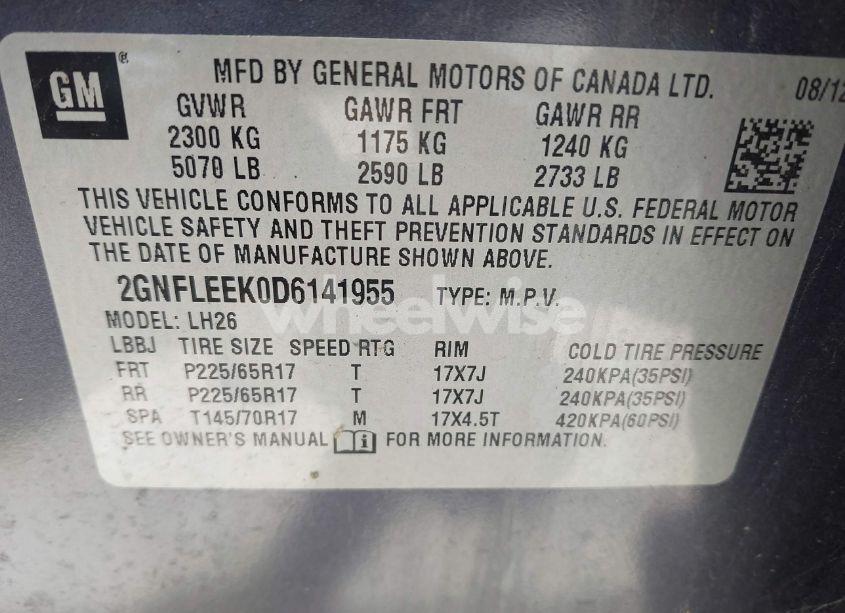 GM
®
MFD BY GENERAL MOTORS OF CANADA LTD. 08/12
GVWR GAWR FRT GAWR RR
2300 KG 1175 KG 1240 KG
5070 LB 2590 LB 2733 LB
THIS VEHICLE CONFORMS TO ALL APPLICABLE U.S. FEDERAL MOTOR
VEHICLE SAFETY AND THEFT PREVENTION STANDARDS IN EFFECT ON
THE DATE OF MANUFACTURE SHOWN ABOVE.
2GNFLEEK0D6141955 TYPE: M.P.V.
wheelwise
MODEL: LH26
LBBJ TIRE SIZE SPEED RTG RIM COLD TIRE PRESSURE
FRT P225/65R17 T 17X7J 240KPA(35PSI)
RR P225/65R17 T 17X7J 240KPA(35PSI)
SPA T145/70R17 M 17X4.5T 420KPA(60PSI)
SEE OWNER'S MANUAL i FOR MORE INFORMATION.